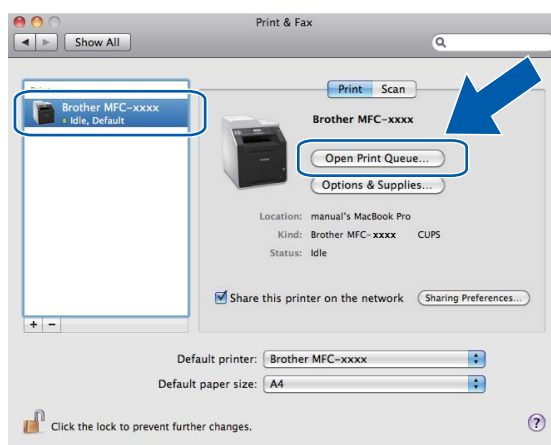 Print & Fax
Show All
Print Scan
Brother MFC-xxxx
Idle, Default
Brother MFC-xxxx
Open Print Queue...
Options & Supplies...
Location: manual's MacBook Pro
Kind: Brother MFC-xxxx CUPS
Status: Idle
Share this printer on the network Sharing Preferences...
+ −
Default printer: Brother MFC-xxxx
Default paper size: A4
Click the lock to prevent further changes. ?